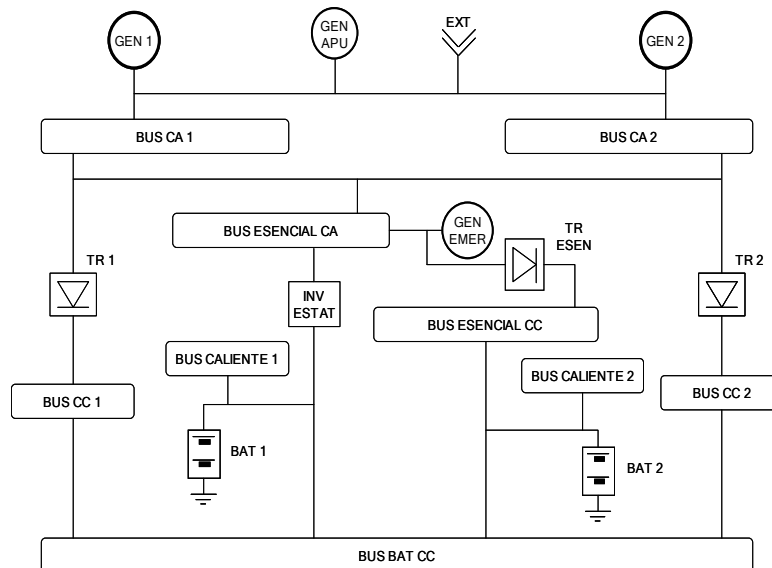 GEN 1
GEN
APU
EXT
GEN 2
BUS CA 1
BUS CA 2
BUS ESENCIAL CA
GEN
EMER
TR
ESEN
TR 1
TR 2
INV
ESTAT
BUS ESENCIAL CC
BUS CALIENTE 1
BUS CALIENTE 2
BUS CC 1
BUS CC 2
BAT 1
BAT 2
BUS BAT CC